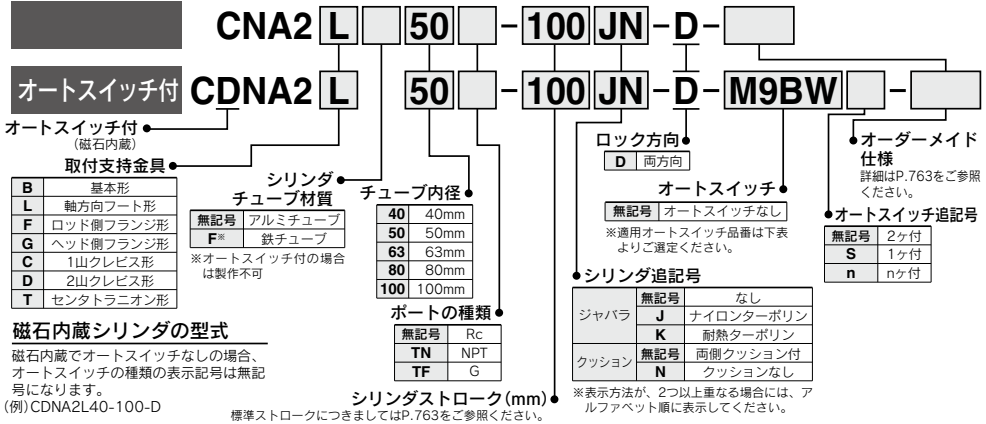 CNA2 L 50 -100 JN-D-
オートスイッチ付 CDNA2 L 50 -100 JN-D-M9BW -
オートスイッチ付
(磁石内蔵)
取付支持金具
B 基本形
L 軸方向フート形
F ロッド側フランジ形
G ヘッド側フランジ形
C 1山クレビス形
D 2山クレビス形
T センタトラニオン形
磁石内蔵シリンダの型式
磁石内蔵でオートスイッチなしの場合、
オートスイッチの種類の表示記号は無記
号になります。
(例)CDNA2L40-100-D
シリンダ
チューブ材質
無記号 アルミチューブ
F※ 鉄チューブ
※オートスイッチ付の場合
は製作不可
チューブ内径
40 40mm
50 50mm
63 63mm
80 80mm
100 100mm
ポートの種類
無記号 Rc
TN NPT
TF G
シリンダストローク(mm)
標準ストロークにつきましてはP.763をご参照ください。
ロック方向
D 両方向
オートスイッチ
無記号 オートスイッチなし
※適用オートスイッチ品番は下表
よりご選定ください。
シリンダ追記号
ジャバラ 無記号 なし
J ナイロンターポリン
K 耐熱ターポリン
クッション 無記号 両側クッション付
N クッションなし
※表示方法が、2つ以上重なる場合には、ア
ルファベット順に表示してください。
オーダーメイド
仕様
詳細はP.763をご参照
ください。
オートスイッチ追記号
無記号 2ヶ付
S 1ヶ付
n nヶ付